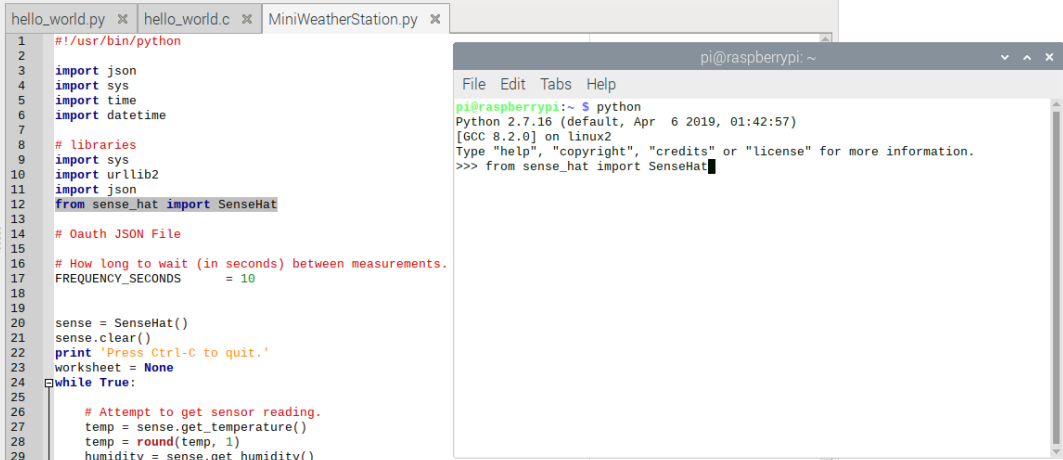 hello_world.py hello_world.c MiniWeatherStation.py
1 #!/usr/bin/python
2
3 import json
4 import sys
5 import time
6 import datetime
7
8 # libraries
9 import sys
10 import urllib2
11 import json
12 from sense_hat import SenseHat
13
14 # Oauth JSON File
15
16 # How long to wait (in seconds) between measurements.
17 FREQUENCY_SECONDS      = 10
18
19
20 sense = SenseHat()
21 sense.clear()
22 print 'Press Ctrl-C to quit.'
23 worksheet = None
24 while True:
25
26     # Attempt to get sensor reading.
27     temp = sense.get_temperature()
28     temp = round(temp, 1)
29     humidity = sense.get_humidity()
pi@raspberrypi: ~
File Edit Tabs Help
pi@raspberrypi:~ $ python
Python 2.7.16 (default, Apr  6 2019, 01:42:57)
[GCC 8.2.0] on linux2
Type "help", "copyright", "credits" or "license" for more information.
>>> from sense_hat import SenseHat